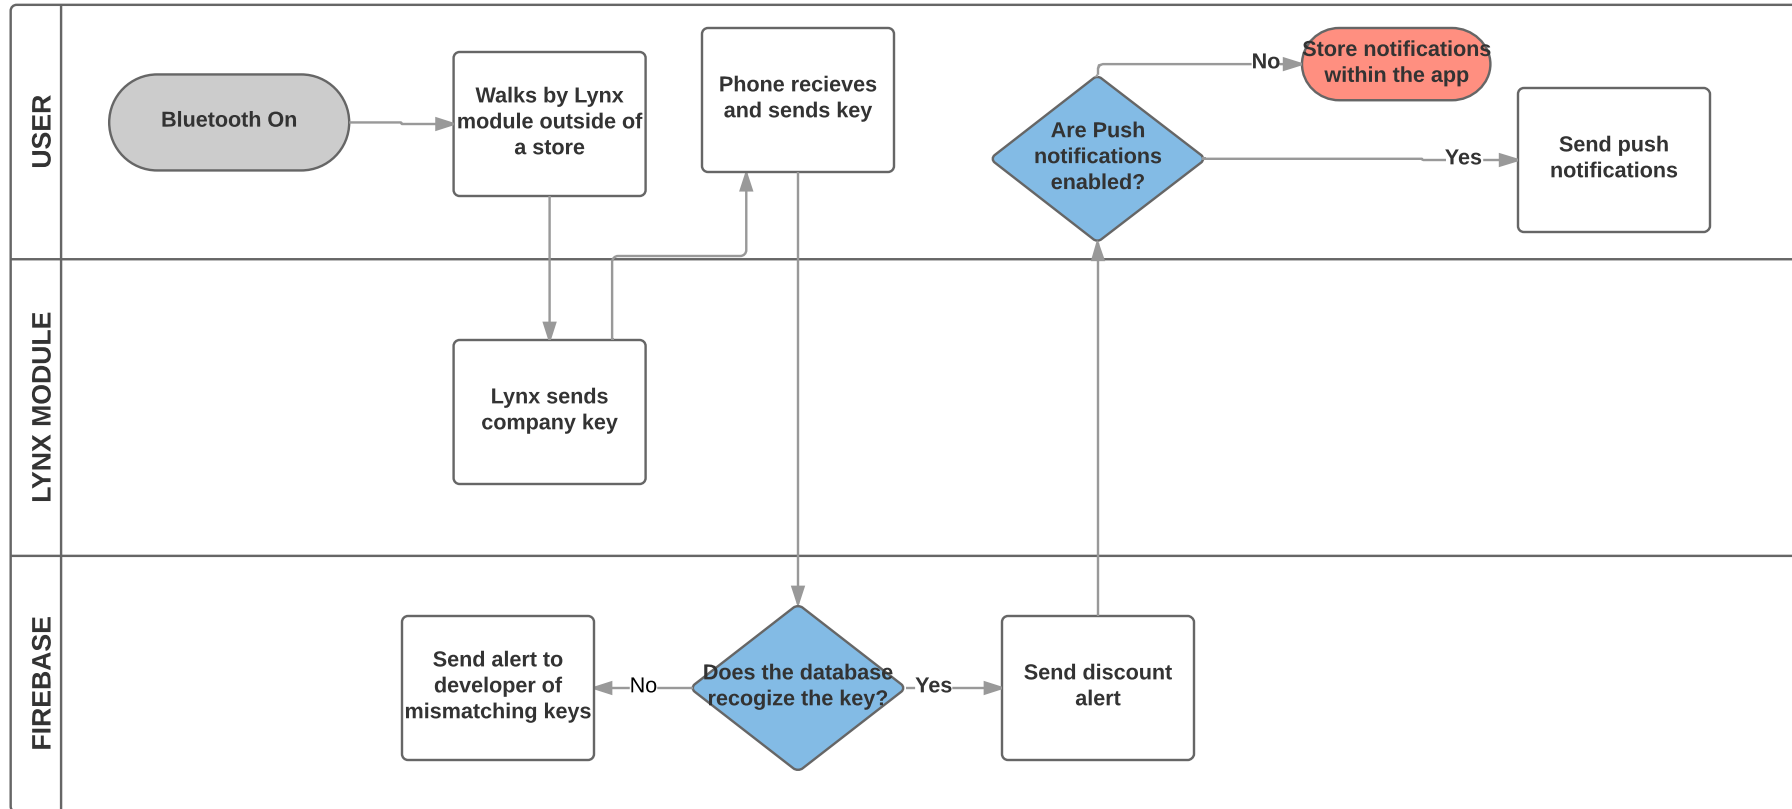 USER
Bluetooth On
Walks by Lynx
module outside of
a store
Phone recieves
and sends key
Are Push
notifications
enabled?
No
Store notifications
within the app
Yes
Send push
notifications
LYNX MODULE
Lynx sends
company key
FIREBASE
Send alert to
developer of
mismatching keys
No
Does the database
recogize the key?
Yes
Send discount
alert